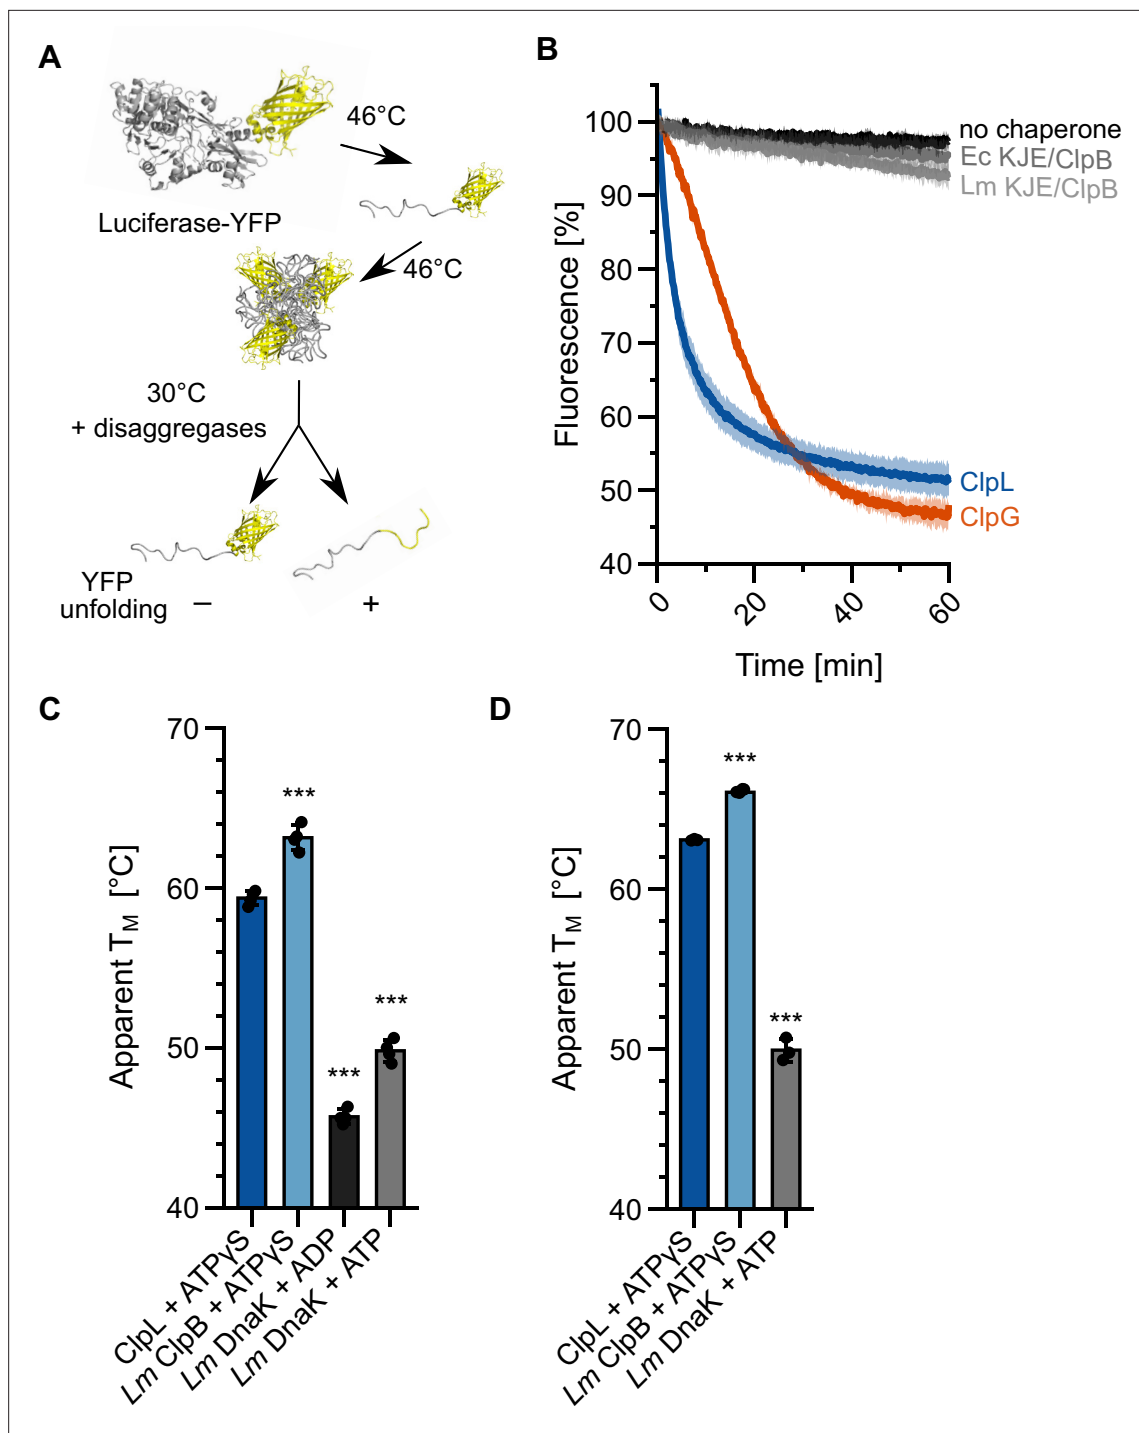 A
46°C
Luciferase-YFP
46°C
30°C
+ disaggregases
YFP
unfolding
–
+
B
Fluorescence [%]
100
90
80
70
60
50
40
0
20
40
60
Time [min]
no chaperone
Ec KJE/ClpB
Lm KJE/ClpB
ClpL
ClpG
C
Apparent TM [°C]
70
60
50
40
***
***
***
ClpL + ATPγS
Lm ClpB + ATPγS
Lm DnaK + ADP
Lm DnaK + ATP
D
Apparent TM [°C]
70
60
50
40
***
***
ClpL + ATPγS
Lm ClpB + ATPγS
Lm DnaK + ATP